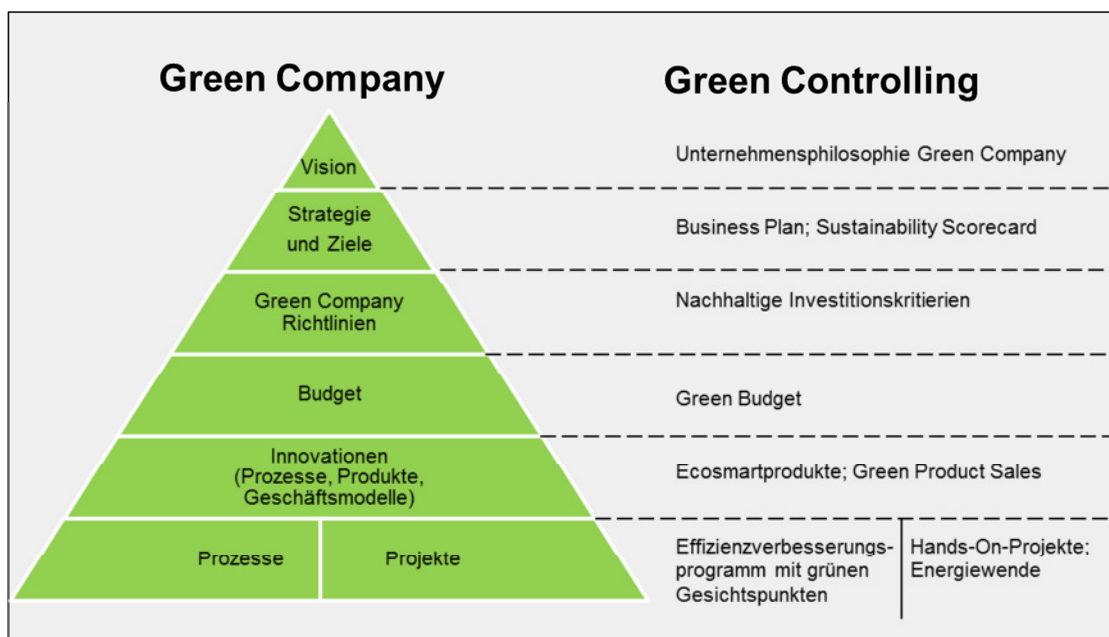 Green Company
Green Controlling
Vision
Unternehmensphilosophie Green Company
Strategie
und Ziele
Business Plan; Sustainability Scorecard
Green Company
Richtlinien
Nachhaltige Investitionskritierien
Budget
Green Budget
Innovationen
(Prozesse, Produkte,
Geschäftsmodelle)
Ecosmartprodukte; Green Product Sales
Prozesse
Projekte
Effizienzverbesserungs-
programm mit grünen
Gesichtspunkten
Hands-On-Projekte;
Energiewende